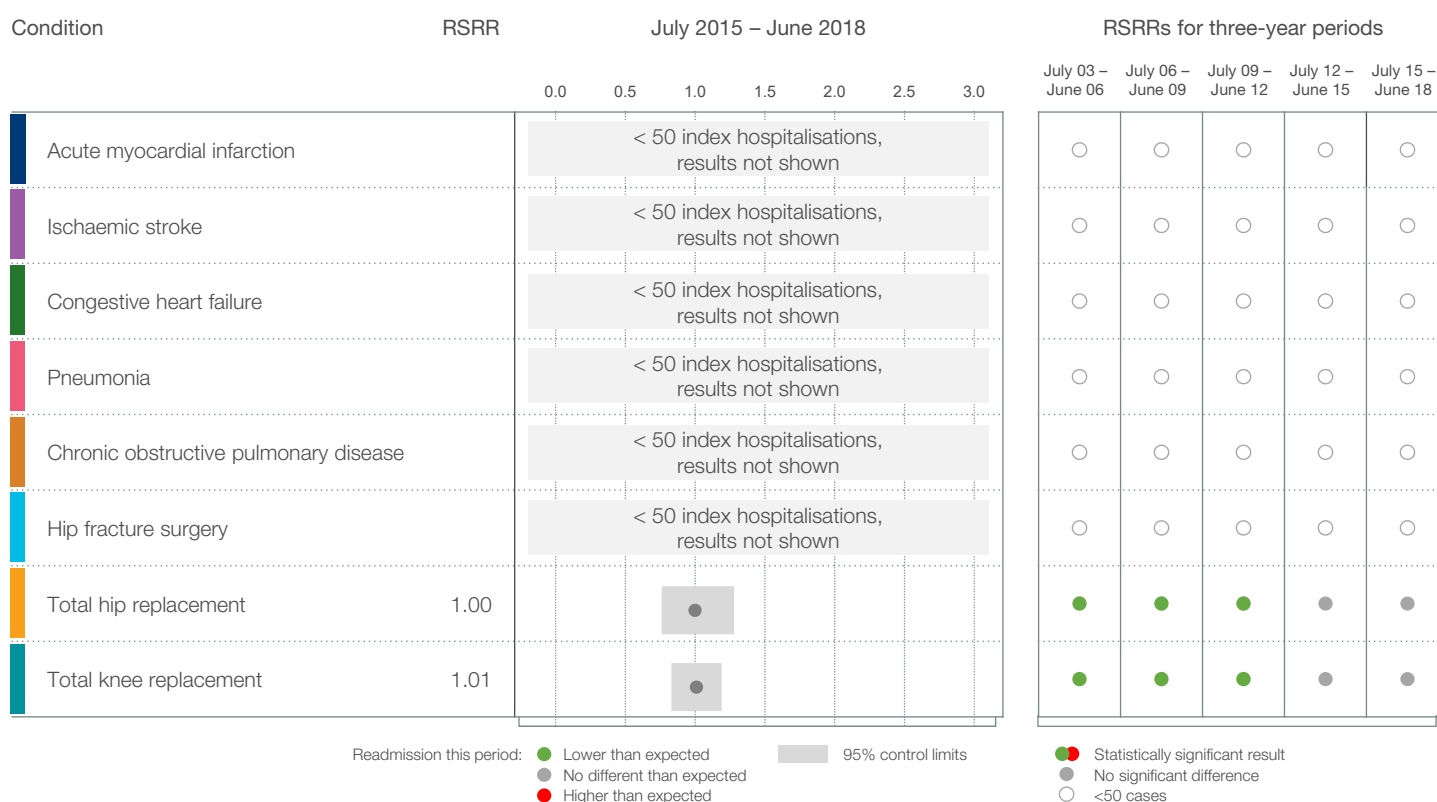 Condition
RSRR
July 2015 – June 2018
RSRRs for three-year periods
0.0 0.5 1.0 1.5 2.0 2.5 3.0
July 03 –
June 06
July 06 –
June 09
July 09 –
June 12
July 12 –
June 15
July 15 –
June 18
Acute myocardial infarction
< 50 index hospitalisations,
results not shown
Ischaemic stroke
< 50 index hospitalisations,
results not shown
Congestive heart failure
< 50 index hospitalisations,
results not shown
Pneumonia
< 50 index hospitalisations,
results not shown
Chronic obstructive pulmonary disease
< 50 index hospitalisations,
results not shown
Hip fracture surgery
< 50 index hospitalisations,
results not shown
Total hip replacement 1.00
Total knee replacement 1.01
Readmission this period:
Lower than expected
No different than expected
Higher than expected
95% control limits
Statistically significant result
No significant difference
<50 cases